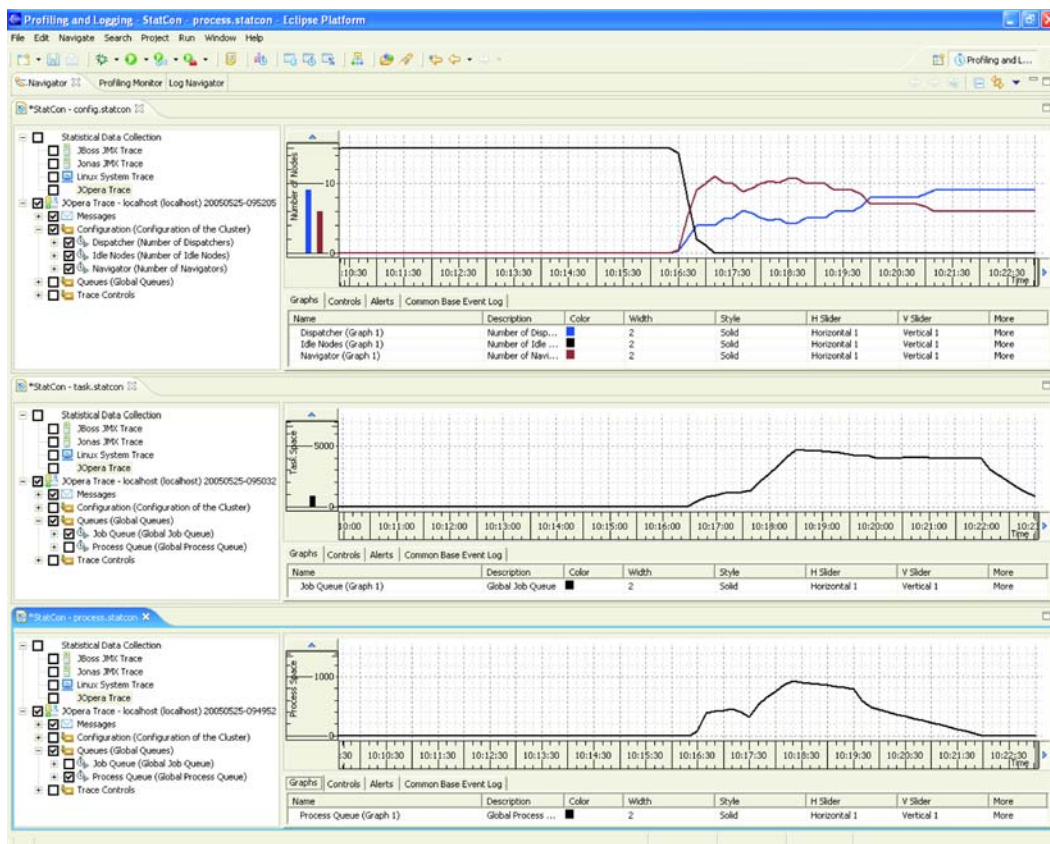 Profiling and Logging - StatCon - process.statcon - Eclipse Platform
File Edit Navigate Search Project Run Window Help
Profiling and L...
Navigator Profiling Monitor Log Navigator
*StatCon - config.statcon
Statistical Data Collection
JBoss JMX Trace
Jonas JMX Trace
Linux System Trace
JOpera Trace
JOpera Trace - localhost (localhost) 20050525-095205
Messages
Configuration (Configuration of the Cluster)
Dispatcher (Number of Dispatchers)
Idle Nodes (Number of Idle Nodes)
Navigator (Number of Navigators)
Queues (Global Queues)
Trace Controls
Number of Nodes
10
0
:10:30 10:11:30 10:12:30 10:13:30 10:14:30 10:15:30 10:16:30 10:17:30 10:18:30 10:19:30 10:20:30 10:21:30 10:22:30
Time
Graphs Controls Alerts Common Base Event Log
Name Description Color Width Style H Slider V Slider More
Dispatcher (Graph 1) Number of Disp... 2 Solid Horizontal 1 Vertical 1 More
Idle Nodes (Graph 1) Number of Idle ... 2 Solid Horizontal 1 Vertical 1 More
Navigator (Graph 1) Number of Navi... 2 Solid Horizontal 1 Vertical 1 More
*StatCon - task.statcon
Statistical Data Collection
JBoss JMX Trace
Jonas JMX Trace
Linux System Trace
JOpera Trace
JOpera Trace - localhost (localhost) 20050525-095032
Messages
Configuration (Configuration of the Cluster)
Queues (Global Queues)
Job Queue (Global Job Queue)
Process Queue (Global Process Queue)
Trace Controls
Task Space
5000
0
10:00 10:11:00 10:12:00 10:13:00 10:14:00 10:15:00 10:16:00 10:17:00 10:18:00 10:19:00 10:20:00 10:21:00 10:22:00 10:23
Time
Graphs Controls Alerts Common Base Event Log
Name Description Color Width Style H Slider V Slider More
Job Queue (Graph 1) Global Job Queue 2 Solid Horizontal 1 Vertical 1 More
*StatCon - process.statcon
Statistical Data Collection
JBoss JMX Trace
Jonas JMX Trace
Linux System Trace
JOpera Trace
JOpera Trace - localhost (localhost) 20050525-094952
Messages
Configuration (Configuration of the Cluster)
Queues (Global Queues)
Job Queue (Global Job Queue)
Process Queue (Global Process Queue)
Trace Controls
Process Space
1000
0
:30 10:10:30 10:11:30 10:12:30 10:13:30 10:14:30 10:15:30 10:16:30 10:17:30 10:18:30 10:19:30 10:20:30 10:21:30 10:22:30
Time
Graphs Controls Alerts Common Base Event Log
Name Description Color Width Style H Slider V Slider More
Process Queue (Graph 1) Global Process ... 2 Solid Horizontal 1 Vertical 1 More